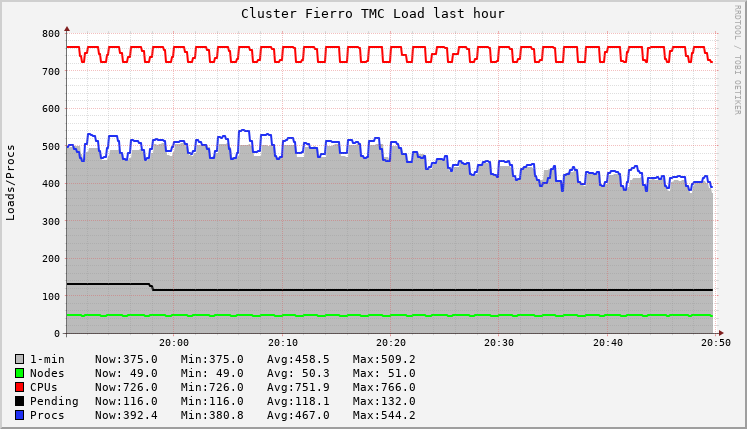 Cluster Fierro TMC Load last hour
RRDTOOL / TOBI OETIKER
Loads/Procs
800
700
600
500
400
300
200
100
0
20:00 20:10 20:20 20:30 20:40 20:50
1-min Now:375.0 Min:375.0 Avg:458.5 Max:509.2
Nodes Now: 49.0 Min: 49.0 Avg: 50.3 Max: 51.0
CPUs Now:726.0 Min:726.0 Avg:751.9 Max:766.0
Pending Now:116.0 Min:116.0 Avg:118.1 Max:132.0
Procs Now:392.4 Min:380.8 Avg:467.0 Max:544.2